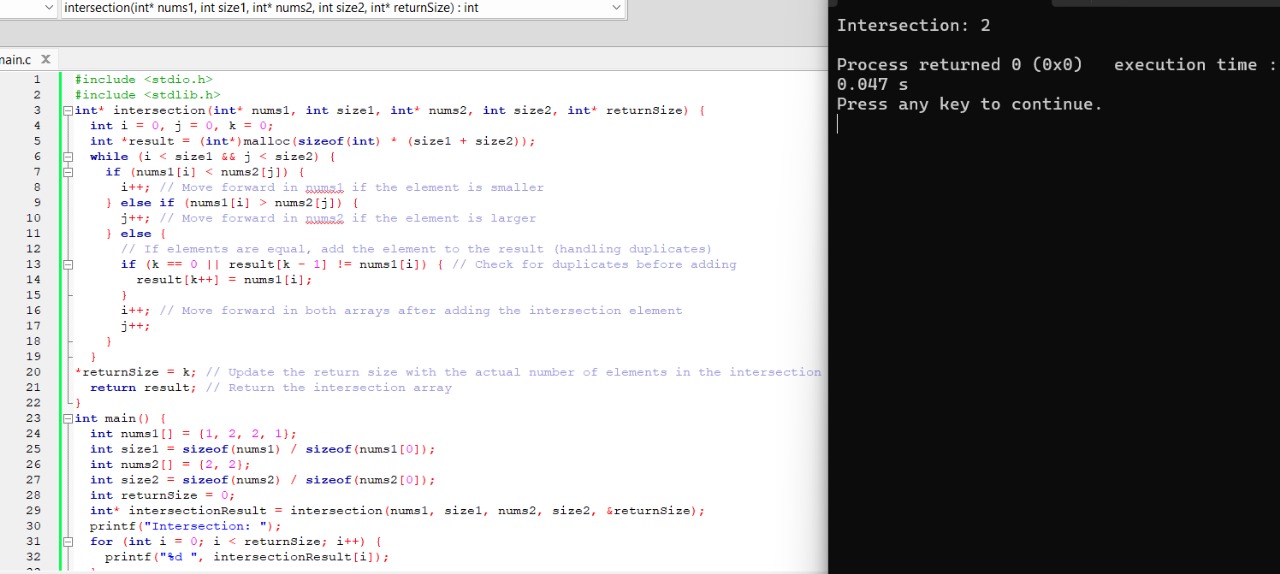 intersection(int* nums1, int size1, int* nums2, int size2, int* returnSize) : int
main.c X
1 #include <stdio.h>
2 #include <stdlib.h>
3 int* intersection(int* nums1, int size1, int* nums2, int size2, int* returnSize) {
4 int i = 0, j = 0, k = 0;
5 int *result = (int*)malloc(sizeof(int) * (size1 + size2));
6 while (i < size1 && j < size2) {
7 if (nums1[i] < nums2[j]) {
8 i++; // Move forward in nums1 if the element is smaller
9 } else if (nums1[i] > nums2[j]) {
10 j++; // Move forward in nums2 if the element is larger
11 } else {
12 // If elements are equal, add the element to the result (handling duplicates)
13 if (k == 0 || result[k - 1] != nums1[i]) { // Check for duplicates before adding
14 result[k++] = nums1[i];
15 }
16 i++; // Move forward in both arrays after adding the intersection element
17 j++;
18 }
19 }
20 *returnSize = k; // Update the return size with the actual number of elements in the intersection
21 return result; // Return the intersection array
22 }
23 int main() {
24 int nums1[] = {1, 2, 2, 1};
25 int size1 = sizeof(nums1) / sizeof(nums1[0]);
26 int nums2[] = {2, 2};
27 int size2 = sizeof(nums2) / sizeof(nums2[0]);
28 int returnSize = 0;
29 int* intersectionResult = intersection(nums1, size1, nums2, size2, &returnSize);
30 printf("Intersection: ");
31 for (int i = 0; i < returnSize; i++) {
32 printf("%d ", intersectionResult[i]);
Intersection: 2
Process returned 0 (0x0) execution time :
0.047 s
Press any key to continue.